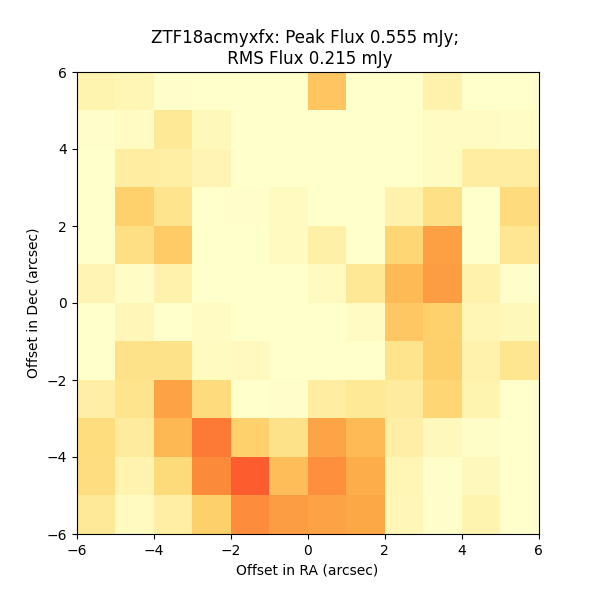 ZTF18acmyxfx: Peak Flux 0.555 mJy;
RMS Flux 0.215 mJy
6
4
2
0
−2
−4
−6
Offset in Dec (arcsec)
−6 −4 −2 0 2 4 6
Offset in RA (arcsec)